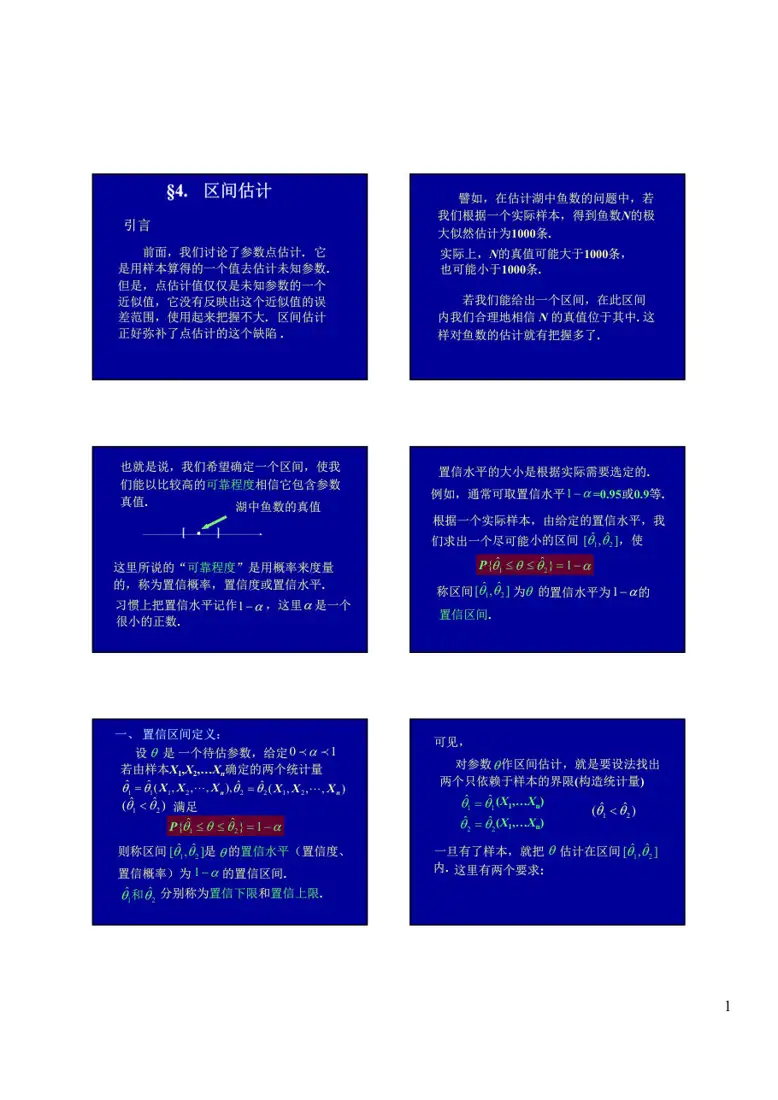 §4. 区间估计
引言
前面，我们讨论了参数点估计. 它
是用样本算得的一个值去估计未知参数.
但是，点估计值仅仅是未知参数的一个
近似值，它没有反映出这个近似值的误
差范围，使用起来把握不大. 区间估计
正好弥补了点估计的这个缺陷 .
譬如，在估计湖中鱼数的问题中，若
我们根据一个实际样本，得到鱼数N的极
大似然估计为1000条.
实际上，N的真值可能大于1000条，
也可能小于1000条.
若我们能给出一个区间，在此区间
内我们合理地相信 N 的真值位于其中. 这
样对鱼数的估计就有把握多了.
也就是说，我们希望确定一个区间，使我
们能以比较高的可靠程度相信它包含参数
真值.
湖中鱼数的真值
这里所说的“可靠程度”是用概率来度量
的，称为置信概率，置信度或置信水平.
习惯上把置信水平记作1−α，这里α是一个
很小的正数.
置信水平的大小是根据实际需要选定的.
例如，通常可取置信水平1−α=0.95或0.9等.
根据一个实际样本，由给定的置信水平，我
们求出一个尽可能小的区间 [θ̂₁,θ̂₂]，使
P{θ̂₁ ≤ θ ≤ θ̂₂} = 1−α
称区间[θ̂₁,θ̂₂]为θ 的置信水平为1−α的
置信区间.
一、 置信区间定义：
设 θ 是 一个待估参数，给定0≺α≺1
若由样本X₁,X₂,…Xₙ确定的两个统计量
θ̂₁ = θ̂₁(X₁,X₂,⋯,Xₙ),θ̂₂ = θ̂₂(X₁,X₂,⋯,Xₙ)
(θ̂₁ < θ̂₂) 满足
P{θ̂₁ ≤ θ ≤ θ̂₂} = 1−α
则称区间[θ̂₁,θ̂₂]是 θ 的置信水平（置信度、
置信概率）为 1−α 的置信区间.
θ̂₁和θ̂₂ 分别称为置信下限和置信上限.
可见，
对参数θ作区间估计，就是要设法找出
两个只依赖于样本的界限(构造统计量)
θ̂₁ = θ̂₁(X₁,…Xₙ)
(θ̂₁ < θ̂₂)
θ̂₂ = θ̂₂(X₁,…Xₙ)
一旦有了样本，就把 θ 估计在区间 [θ̂₁,θ̂₂]
内. 这里有两个要求：
1